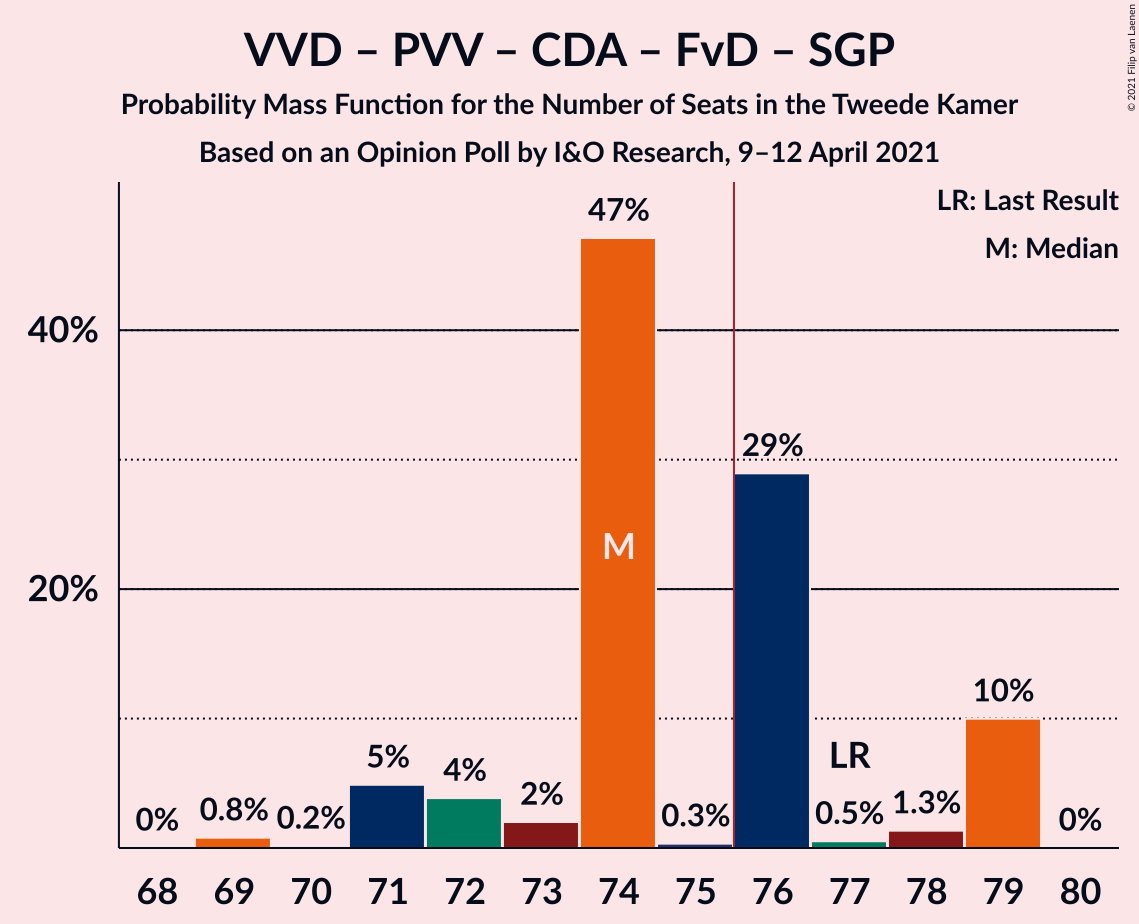 VVD – PVV – CDA – FvD – SGP
Probability Mass Function for the Number of Seats in the Tweede Kamer
Based on an Opinion Poll by I&O Research, 9–12 April 2021
© 2021 Filip van Laenen
LR: Last Result
M: Median
47%
40%
29%
M
20%
10%
LR
5%
4%
2%
0%
0.8%
0.2%
0.3%
0.5%
1.3%
0%
68 69 70 71 72 73 74 75 76 77 78 79 80